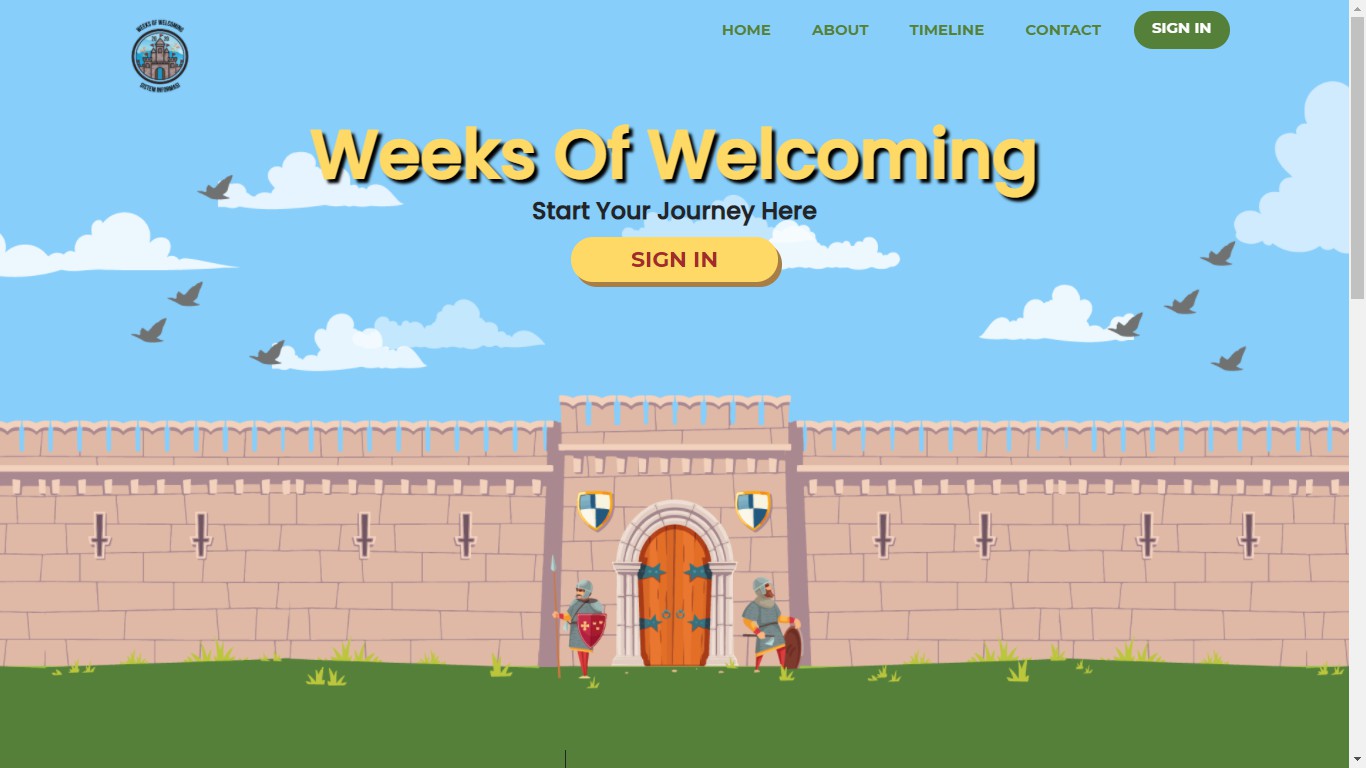 WEEKS OF WELCOMING
SISTEM INFORMASI
HOME
ABOUT
TIMELINE
CONTACT
SIGN IN
Weeks Of Welcoming
Start Your Journey Here
SIGN IN